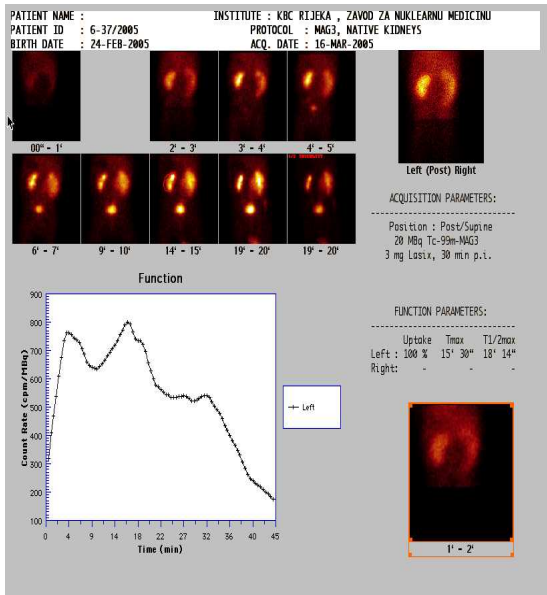 PATIENT NAME : INSTITUTE : KBC RIJEKA , ZAVOD ZA NUKLEARNU MEDICINU
PATIENT ID : 6-37/2005 PROTOCOL : MAG3, NATIVE KIDNEYS
BIRTH DATE : 24-FEB-2005 ACQ. DATE : 16-MAR-2005
00" - 1' 2' - 3' 3' - 4' 4' - 5'
Left (Post) Right
6' - 7' 9' - 10' 14' - 15' 19' - 20' 19' - 20'
ACQUISITION PARAMETERS:
Position : Post/Supine
20 MBq Tc-99m-MAG3
3 mg Lasix, 30 min p.i.
Function
900
800
700
600
500
400
300
200
100
Count Rate (cpm/MBq)
0 4 9 14 18 22 27 32 36 40 45
Time (min)
Left
FUNCTION PARAMETERS:
Uptake Tmax T1/2max
Left : 100 % 15' 30" 18' 14"
Right: - - -
1' - 2'